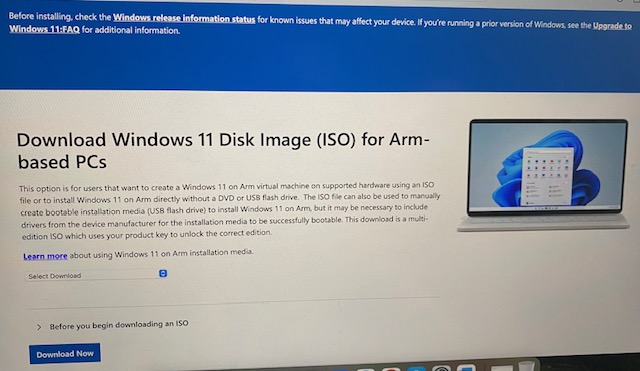 Before installing, check the Windows release information status for known issues that may affect your device. If you're running a prior version of Windows, see the Upgrade to
Windows 11:FAQ for additional information.
Download Windows 11 Disk Image (ISO) for Arm-
based PCs
This option is for users that want to create a Windows 11 on Arm virtual machine on supported hardware using an ISO
file or to install Windows 11 on Arm directly without a DVD or USB flash drive. The ISO file can also be used to manually
create bootable installation media (USB flash drive) to install Windows 11 on Arm, but it may be necessary to include
drivers from the device manufacturer for the installation media to be successfully bootable. This download is a multi-
edition ISO which uses your product key to unlock the correct edition.
Learn more about using Windows 11 on Arm installation media.
Select Download
Before you begin downloading an ISO
Download Now